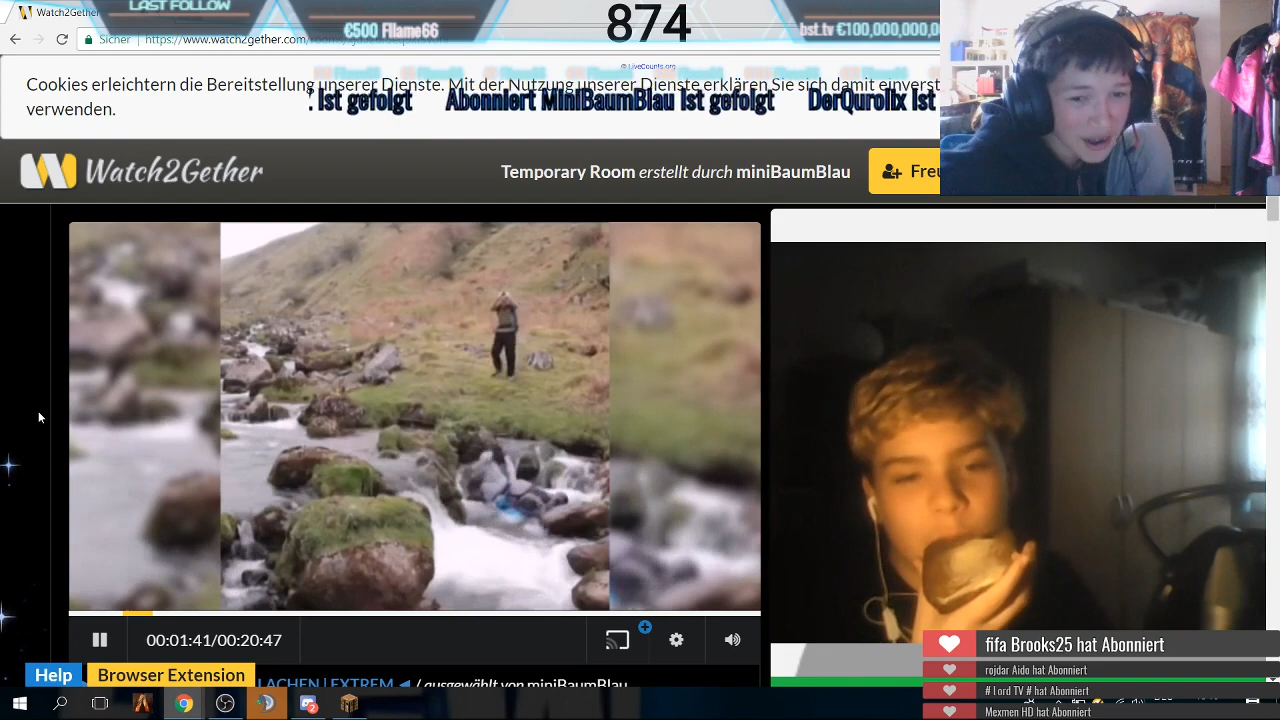 LAST FOLLOW
€500 Fllame66
874
bst.tv €100,000,000,0
Watch2Gether
Sicher
https://www.watch2gether.com/rooms/
© LiveCounts.org
Cookies erleichtern die Bereitstellung unserer Dienste. Mit der Nutzung unserer Dienste erklären Sie sich damit einverst
verwenden.
: ist gefolgt Abonniert MiniBaumBlau ist gefolgt DerQurolix ist
Watch2Gether
Temporary Room erstellt durch miniBaumBlau
Freu
00:01:41/00:20:47
Help
Browser Extension
LACHEN | EXTREM ◄ / ausgewählt von miniBaumBlau
fifa Brooks25 hat Abonniert
rojdar Aido hat Abonniert
# Lord TV # hat Abonniert
Mexmen HD hat Abonniert